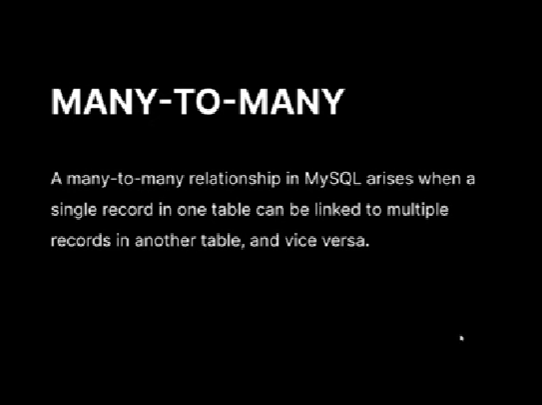 MANY-TO-MANY
A many-to-many relationship in MySQL arises when a
single record in one table can be linked to multiple
records in another table, and vice versa.